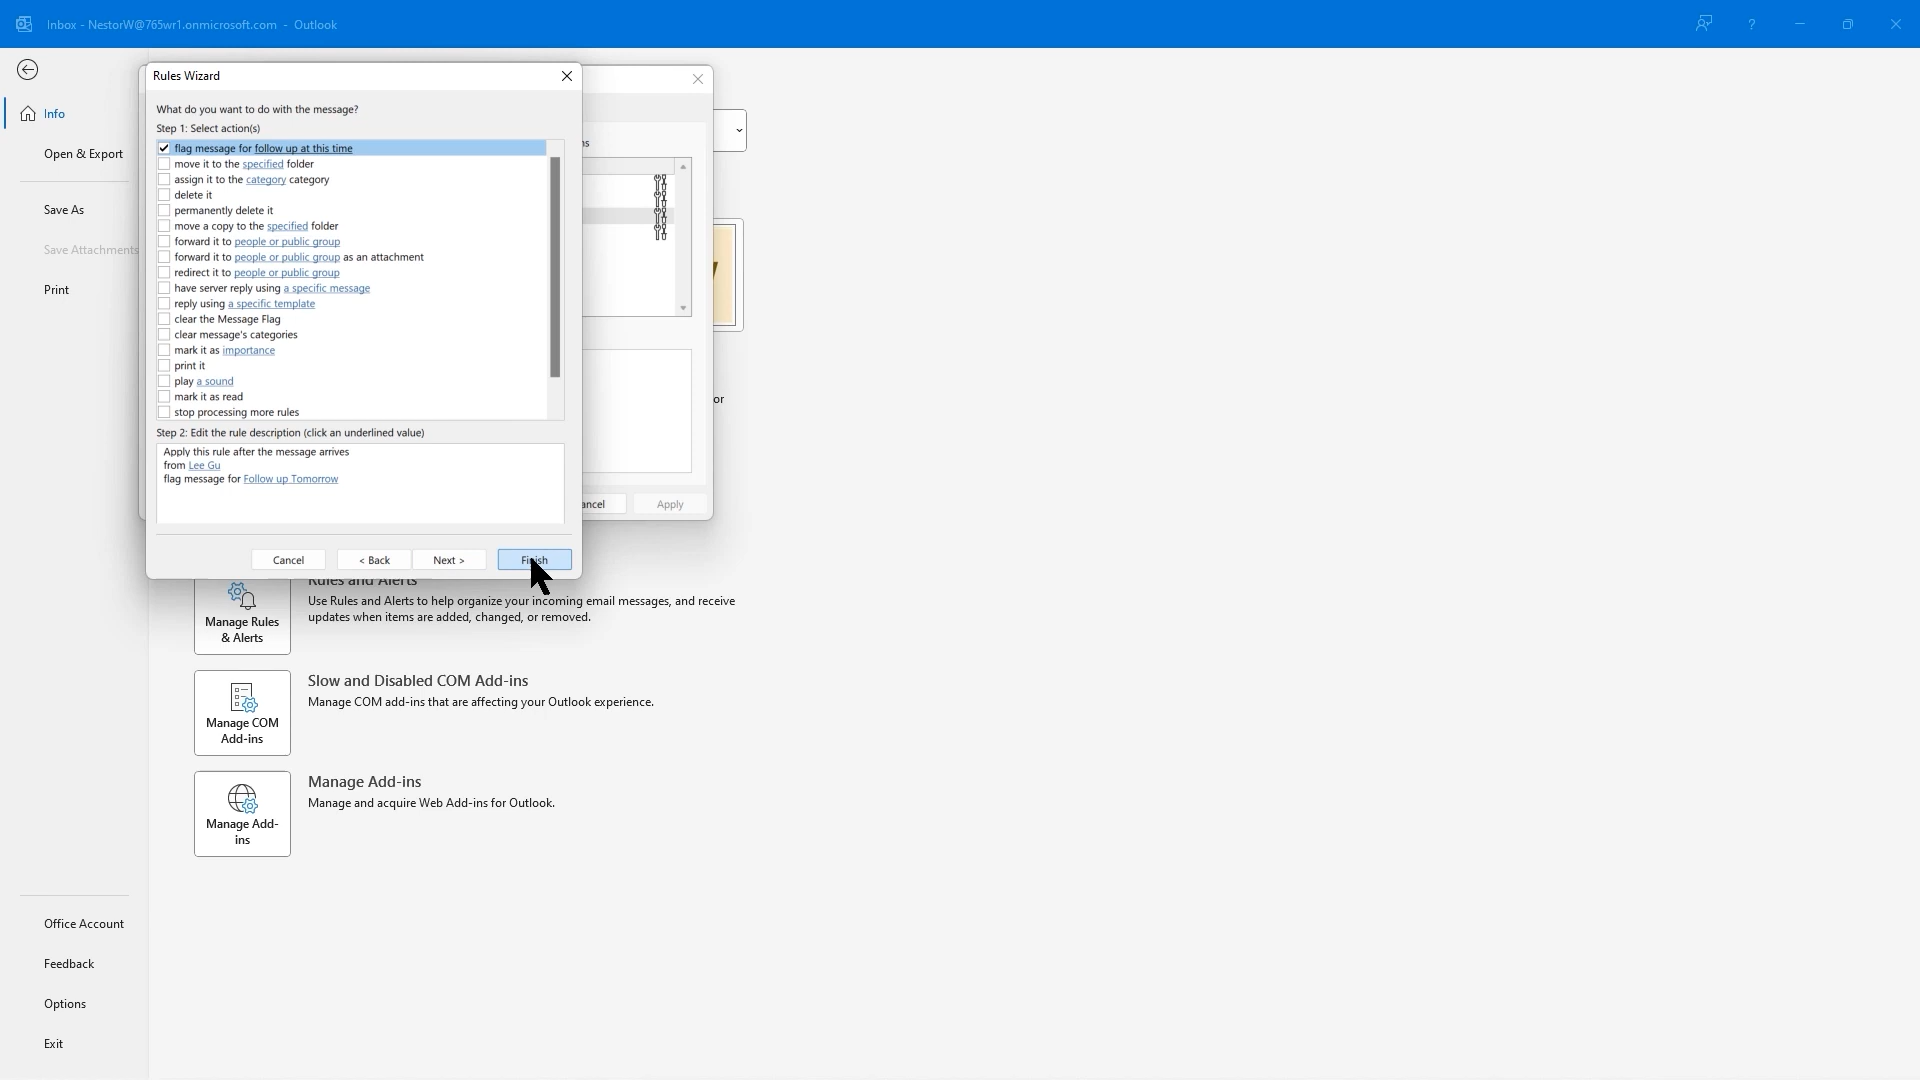 Inbox - NestorW@765wr1.onmicrosoft.com - Outlook
?
Info
Open & Export
Save As
Save Attachments
Print
Office Account
Feedback
Options
Exit
Rules Wizard
What do you want to do with the message?
Step 1: Select action(s)
flag message for follow up at this time
move it to the specified folder
assign it to the category category
delete it
permanently delete it
move a copy to the specified folder
forward it to people or public group
forward it to people or public group as an attachment
redirect it to people or public group
have server reply using a specific message
reply using a specific template
clear the Message Flag
clear message's categories
mark it as importance
print it
play a sound
mark it as read
stop processing more rules
Step 2: Edit the rule description (click an underlined value)
Apply this rule after the message arrives
from Lee Gu
flag message for Follow up Tomorrow
Cancel
< Back
Next >
Finish
ns
ancel
Apply
or
Rules and Alerts
Use Rules and Alerts to help organize your incoming email messages, and receive
updates when items are added, changed, or removed.
Manage Rules
& Alerts
Slow and Disabled COM Add-ins
Manage COM add-ins that are affecting your Outlook experience.
Manage COM
Add-ins
Manage Add-ins
Manage and acquire Web Add-ins for Outlook.
Manage Add-
ins